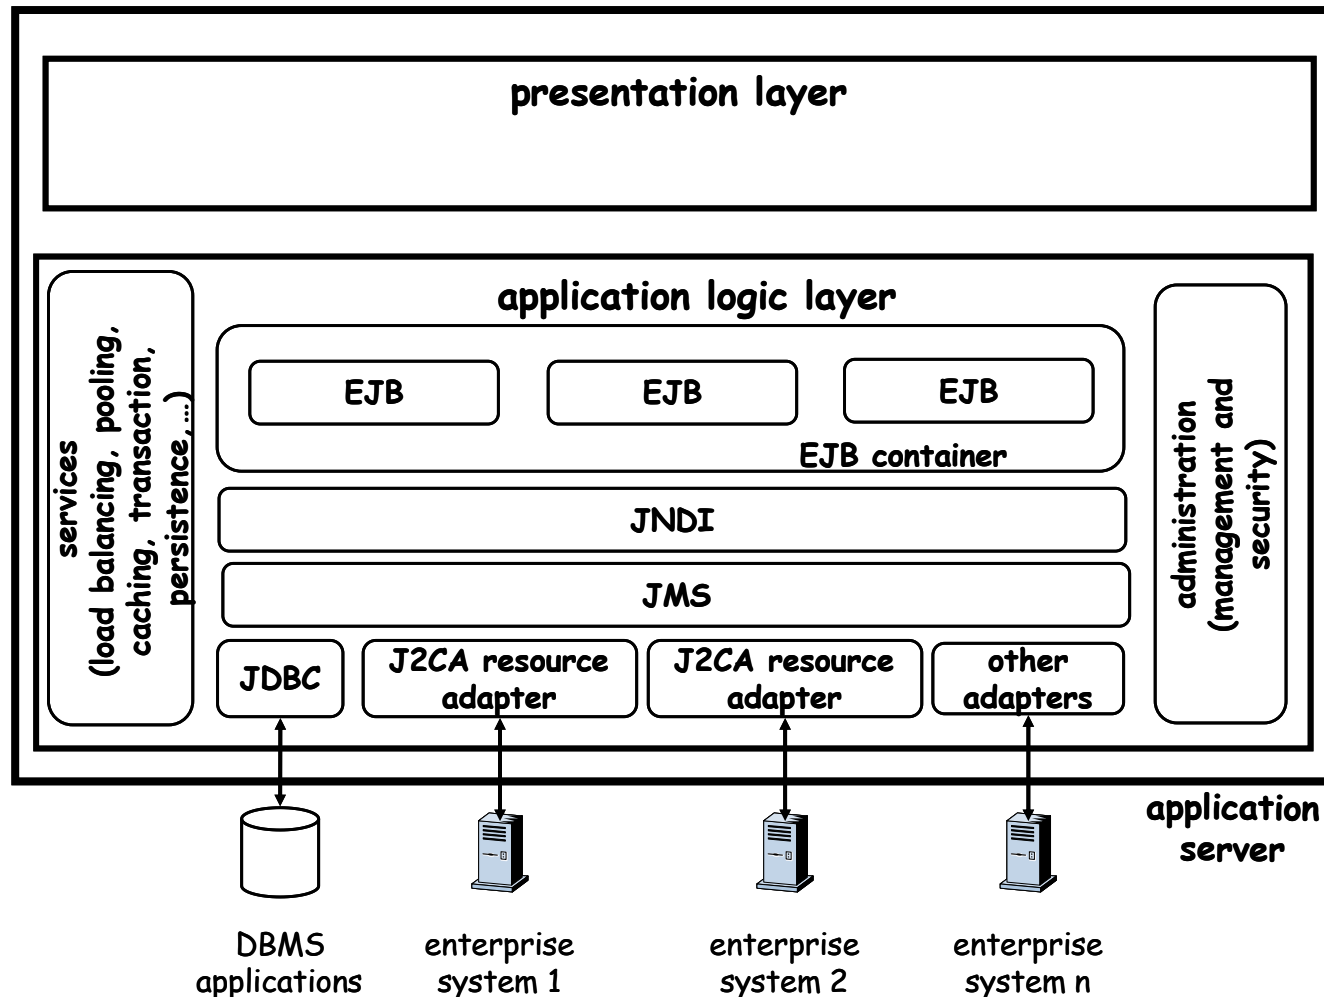 presentation layer
application logic layer
services
(load balancing, pooling,
caching, transaction,
persistence,…)
EJB
EJB
EJB
EJB container
administration
(management and
security)
JNDI
JMS
JDBC
J2CA resource
adapter
J2CA resource
adapter
other
adapters
application
server
DBMS
applications
enterprise
system 1
enterprise
system 2
enterprise
system n